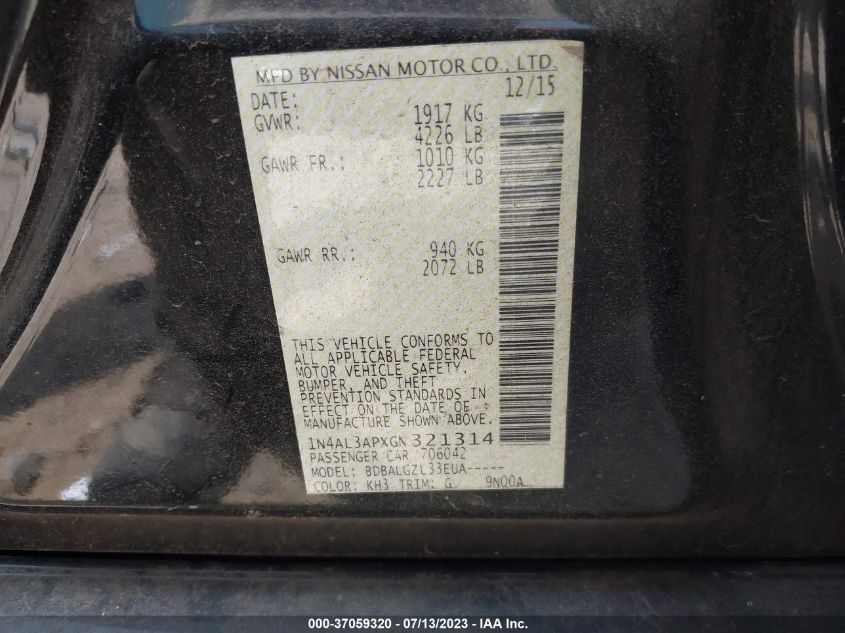 MFD BY NISSAN MOTOR CO., LTD.
DATE: 12/15
GVWR: 1917 KG
4226 LB
GAWR FR.: 1010 KG
2227 LB
GAWR RR.: 940 KG
2072 LB
THIS VEHICLE CONFORMS TO
ALL APPLICABLE FEDERAL
MOTOR VEHICLE SAFETY,
BUMPER, AND THEFT
PREVENTION STANDARDS IN
EFFECT ON THE DATE OF
MANUFACTURE SHOWN ABOVE.
1N4AL3APXGN321314
PASSENGER CAR 706042
MODEL: BDBALGZL33EUA-----
COLOR: KH3 TRIM: G 9N00A
000-37059320 / 07/13/2023 - IAA Inc.